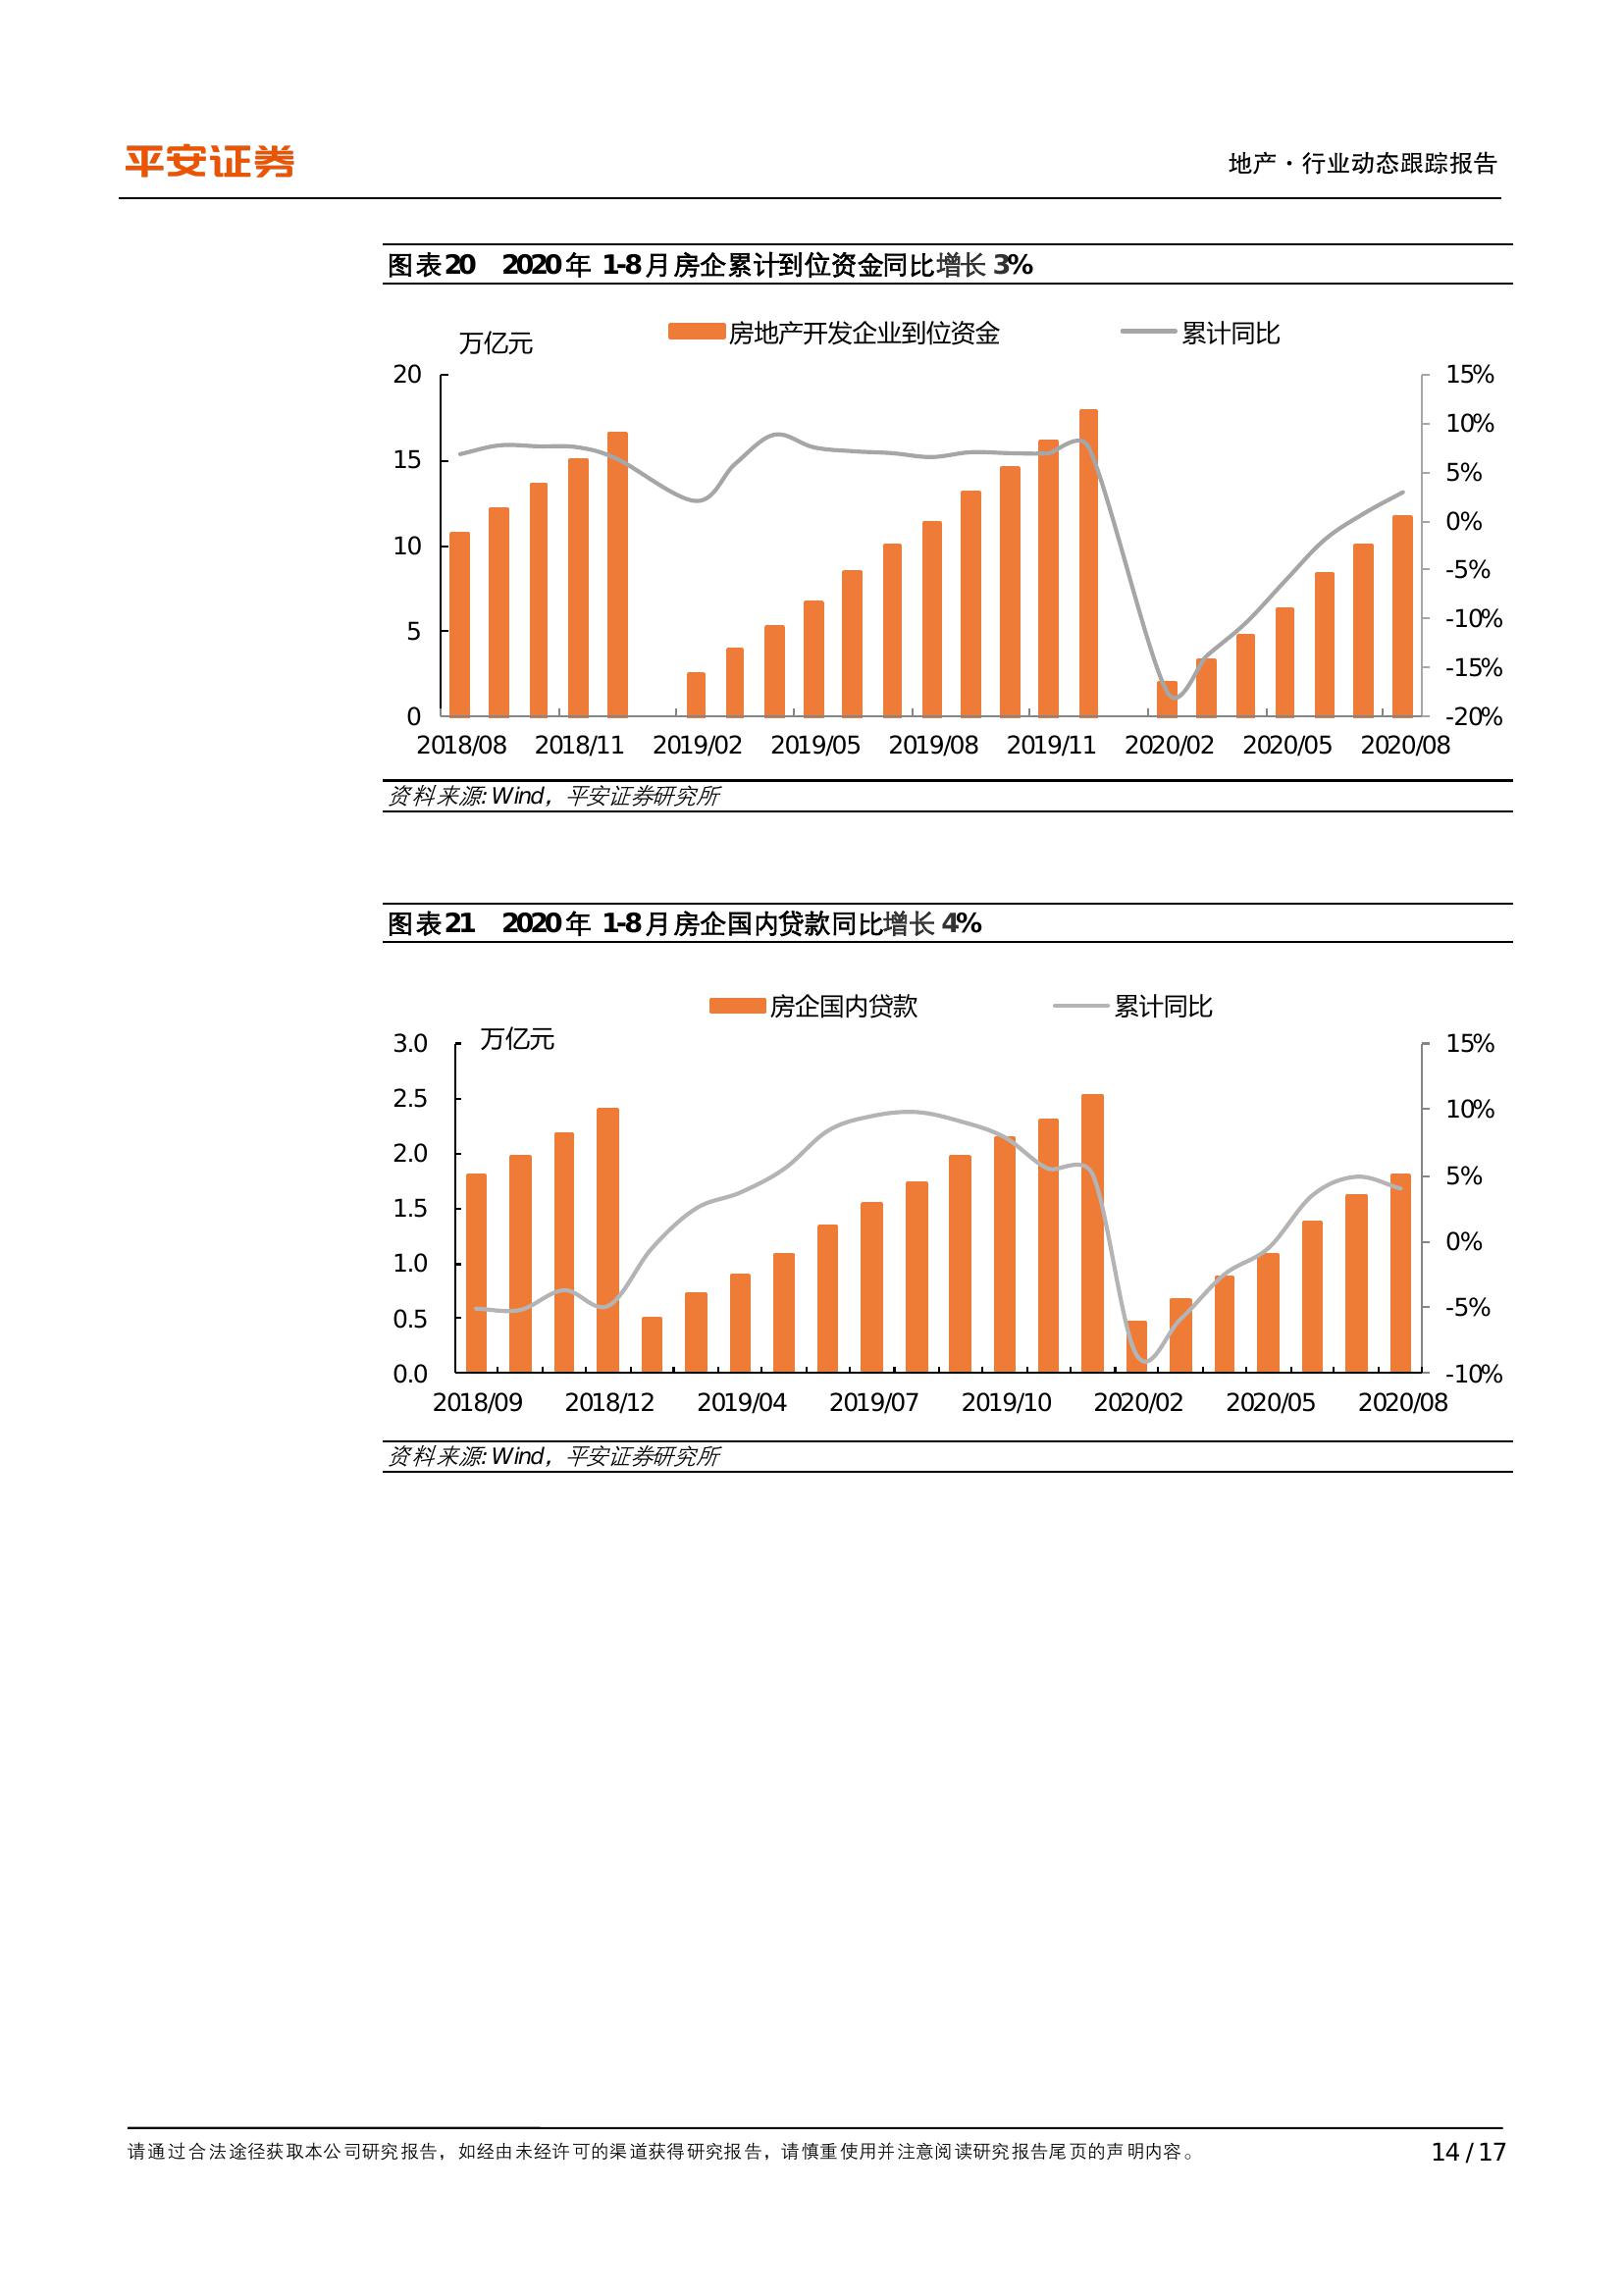 平安证券
地产·行业动态跟踪报告
图表20 2020年 1-8月房企累计到位资金同比增长 3%
万亿元
房地产开发企业到位资金 累计同比
20 15%
10%
15
5%
0%
10
-5%
5 -10%
-15%
0 -20%
2018/08 2018/11 2019/02 2019/05 2019/08 2019/11 2020/02 2020/05 2020/08
资料来源: Wind，平安证券研究所
图表21 2020年 1-8月房企国内贷款同比增长 4%
房企国内贷款 累计同比
万亿元
3.0 15%
2.5 10%
2.0
5%
1.5
0%
1.0
0.5 -5%
0.0 -10%
2018/09 2018/12 2019/04 2019/07 2019/10 2020/02 2020/05 2020/08
资料来源: Wind，平安证券研究所
请通过合法途径获取本公司研究报告，如经由未经许可的渠道获得研究报告，请慎重使用并注意阅读研究报告尾页的声明内容。 14 / 17